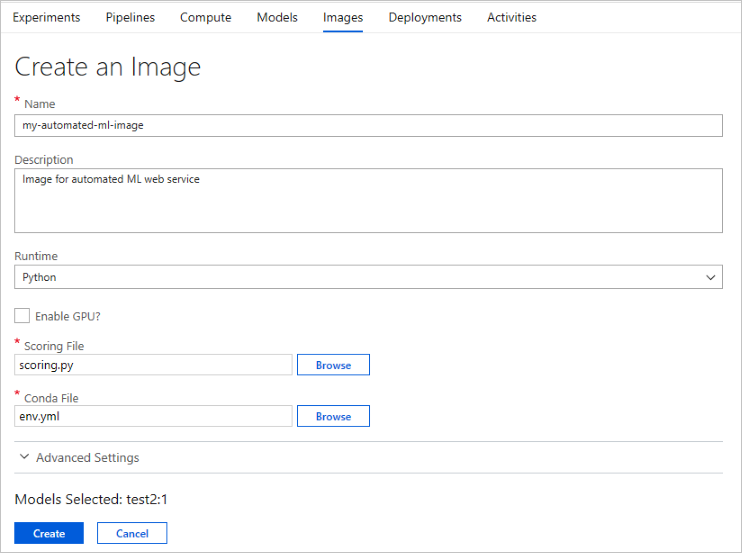 Experiments Pipelines Compute Models Images Deployments Activities
Create an Image
* Name
my-automated-ml-image
Description
Image for automated ML web service
Runtime
Python
Enable GPU?
* Scoring File
scoring.py Browse
* Conda File
env.yml Browse
Advanced Settings
Models Selected: test2:1
Create Cancel